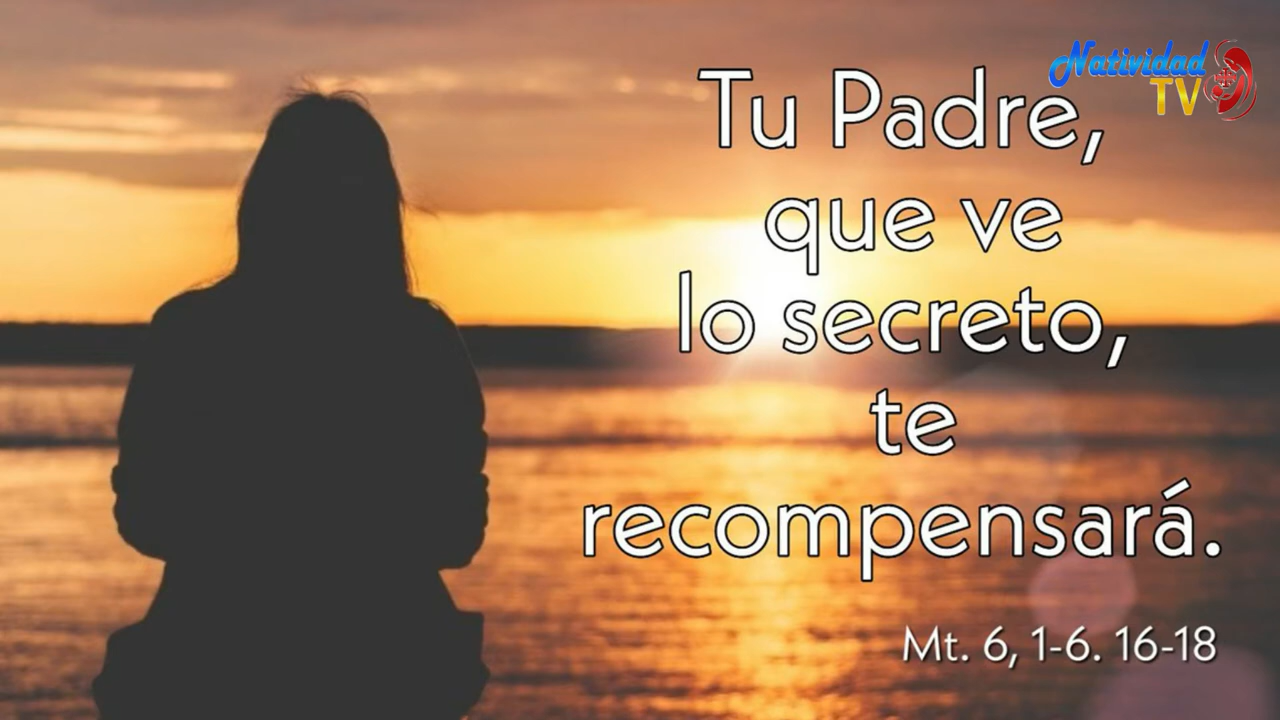 Natividad
TV
Tu Padre,
que ve
lo secreto,
te
recompensará.
Mt. 6, 1-6. 16-18